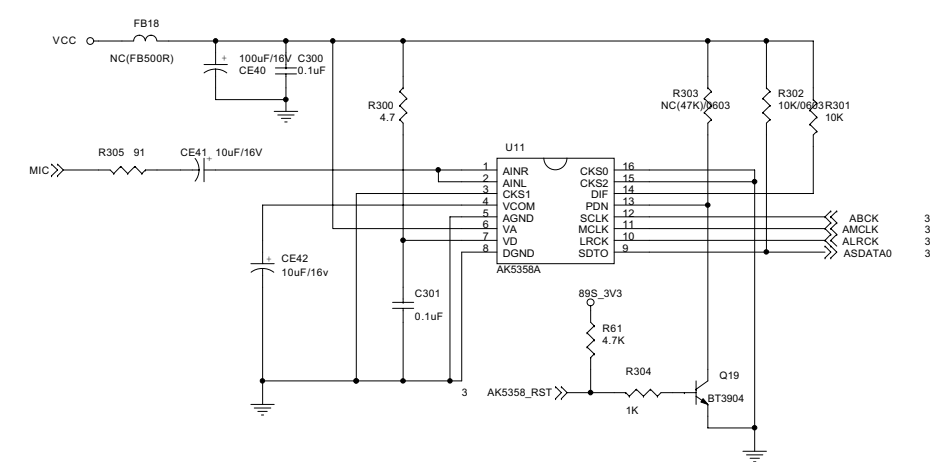 FB18
VCC
NC(FB500R)
100uF/16V
CE40
C300
0.1uF
R300
4.7
R303
NC(47K)/0603
R302
10K/0603
R301
10K
MIC
R305 91
CE41
+ 10uF/16V
U11
1 AINR CKS0 16
2 AINL CKS2 15
3 CKS1 DIF 14
4 VCOM PDN 13
5 AGND SCLK 12
6 VA MCLK 11
7 VD LRCK 10
8 DGND SDTO 9
AK5358A
ABCK 3
AMCLK 3
ALRCK 3
ASDATA0 3
+ CE42
10uF/16v
C301
0.1uF
89S_3V3
R61
4.7K
3 AK5358_RST
R304
1K
Q19
BT3904